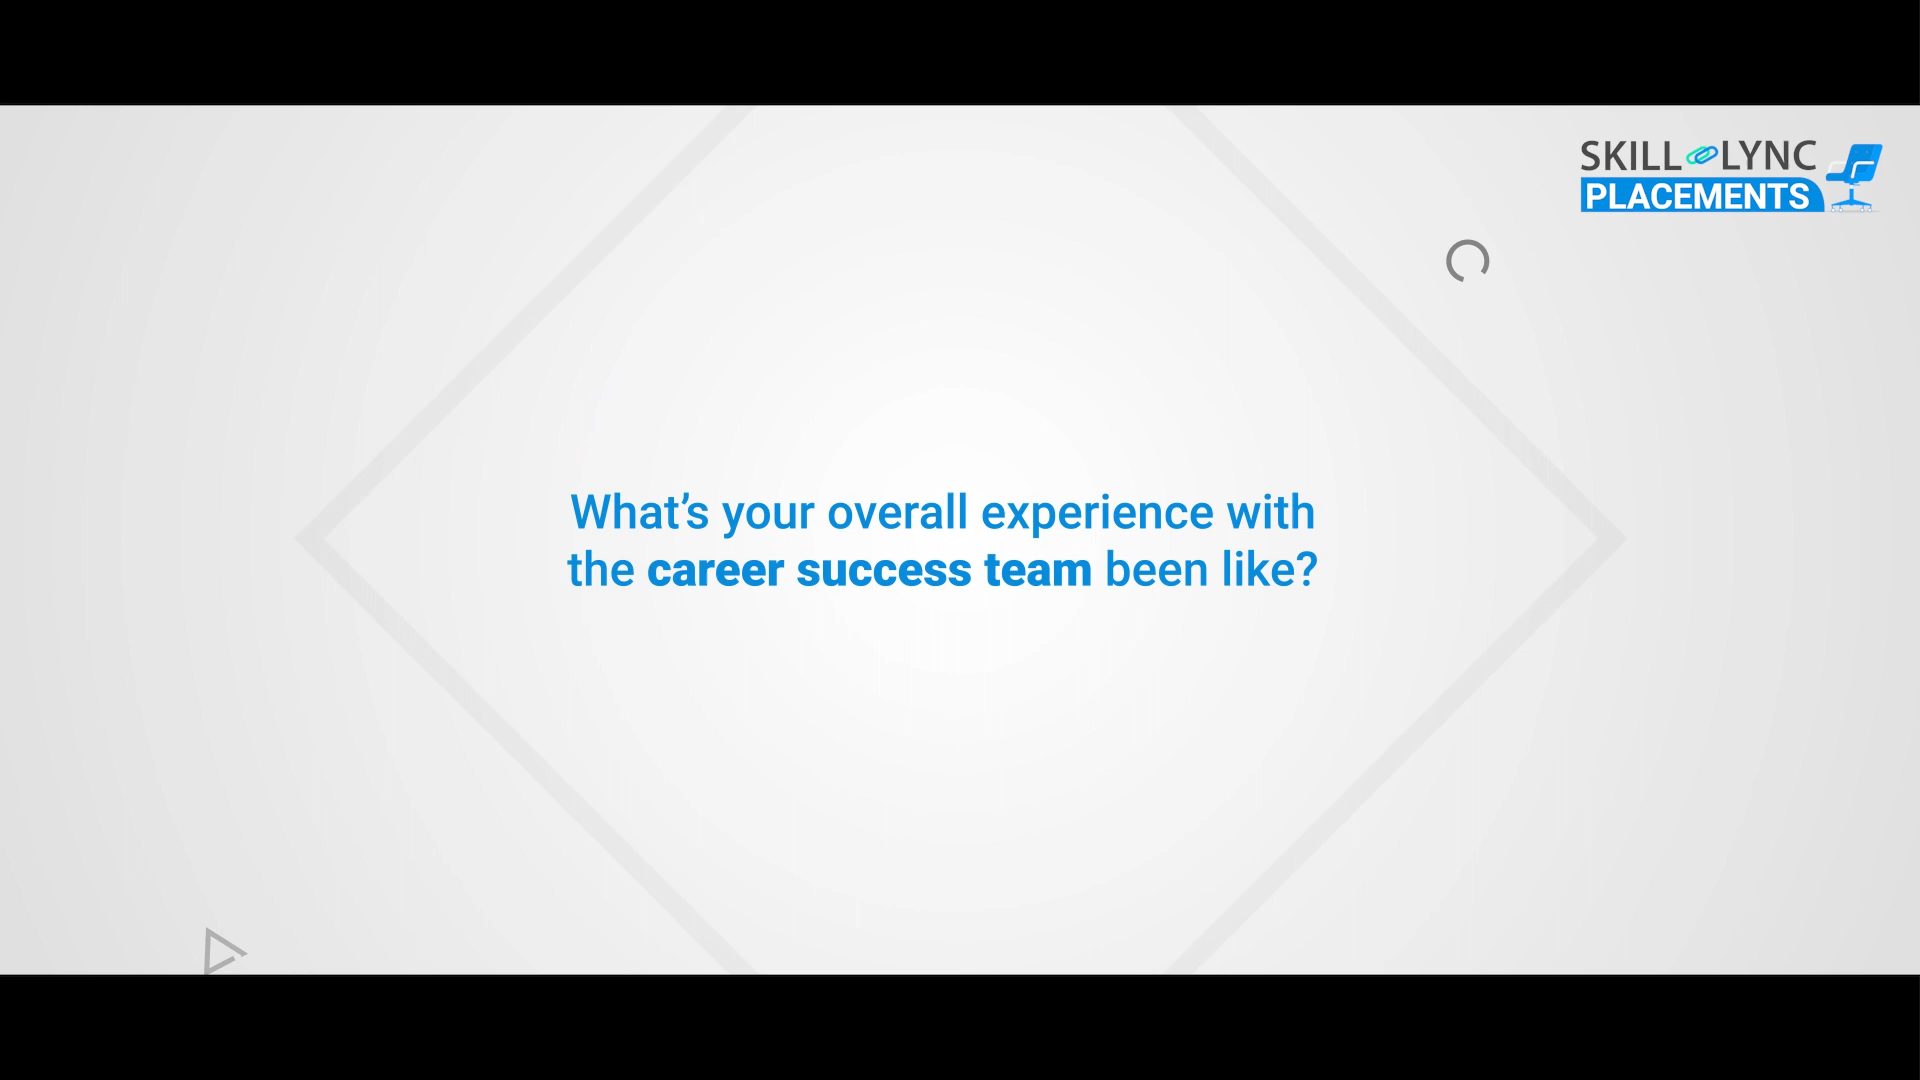 SKILL LYNC
PLACEMENTS
What’s your overall experience with
the career success team been like?